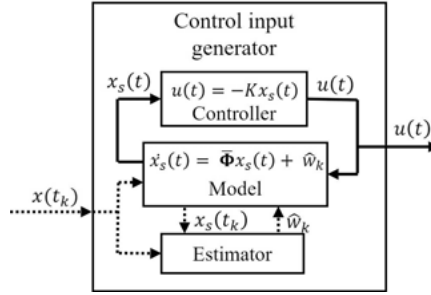 Control input
generator
x_s(t)
u(t) = −Kx_s(t)
Controller
u(t)
u(t)
ẋ_s(t) = Φ̄x_s(t) + ŵ_k
Model
x(t_k)
x_s(t_k)
ŵ_k
Estimator